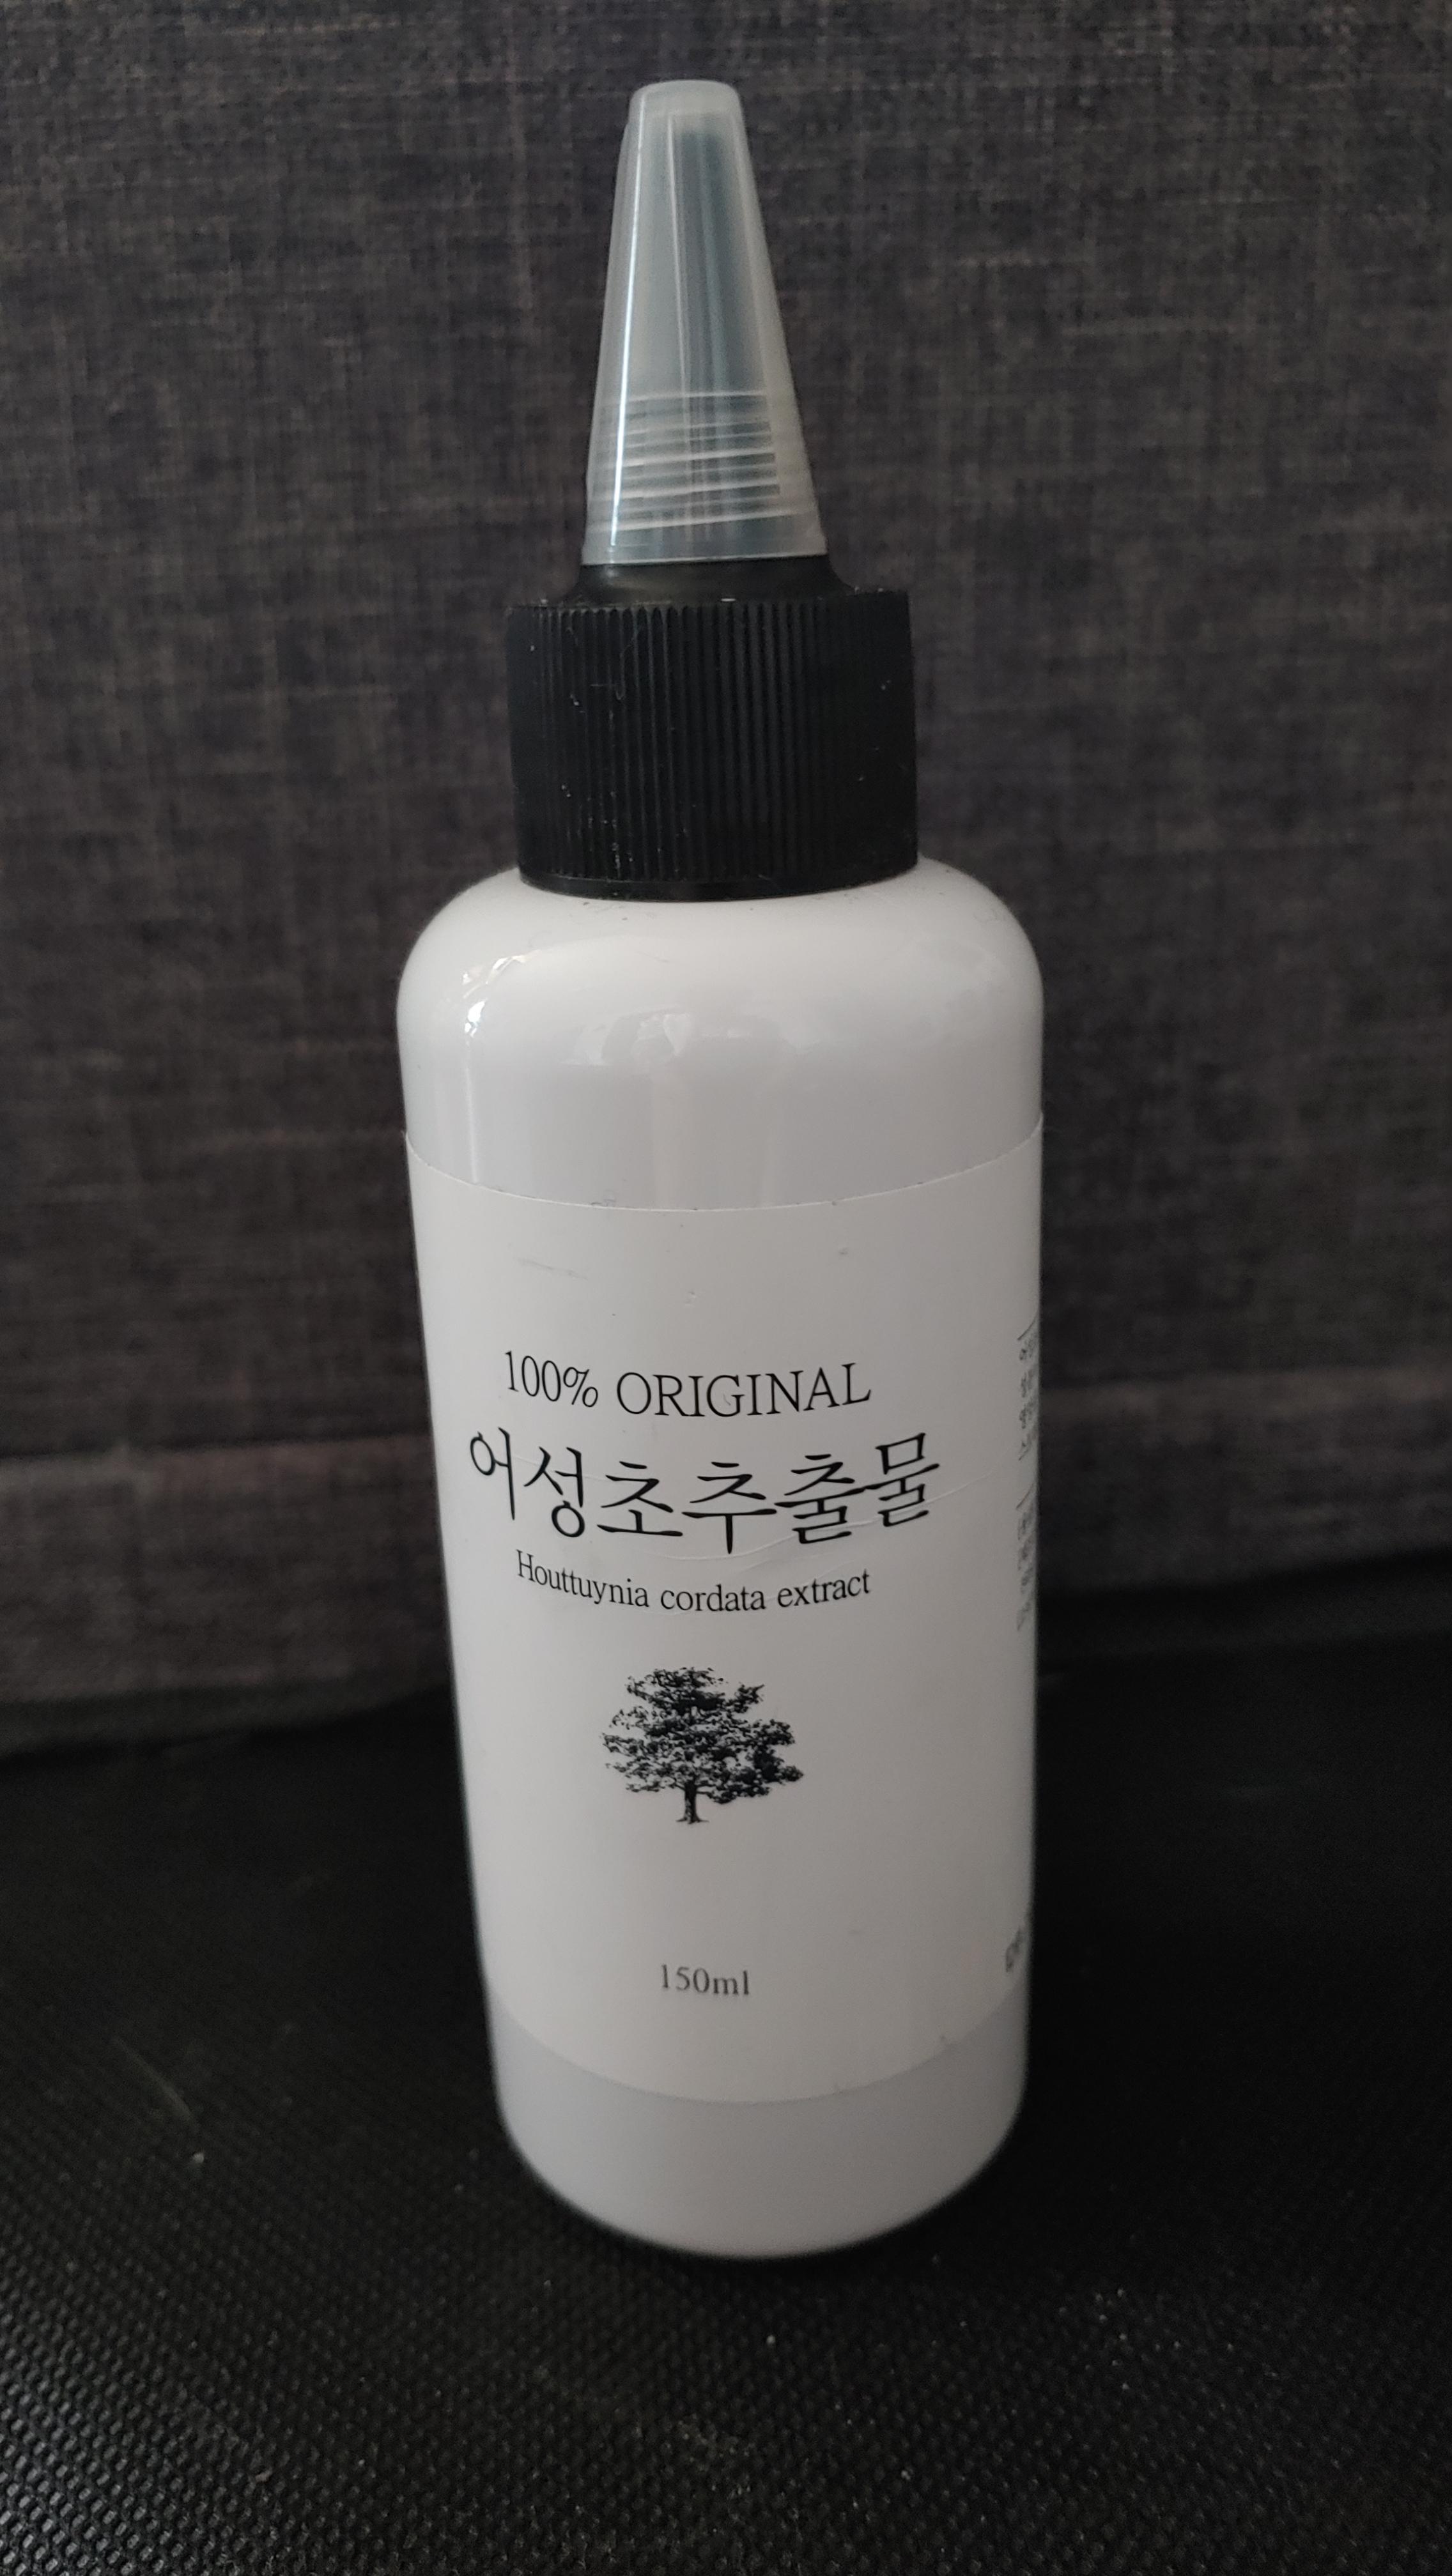 100% ORIGINAL
어성초추출물
Houttuynia cordata extract
150ml